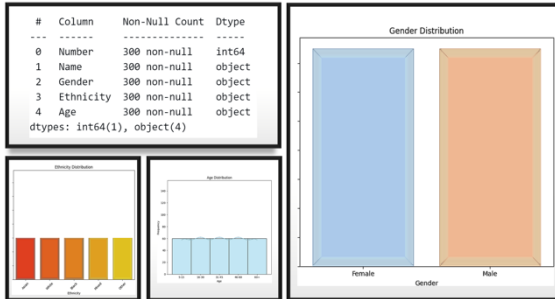 # Column Non-Null Count Dtype
--- ------ -------------- -----
0 Number 300 non-null int64
1 Name 300 non-null object
2 Gender 300 non-null object
3 Ethnicity 300 non-null object
4 Age 300 non-null object
dtypes: int64(1), object(4)
Gender Distribution
Female Male
Gender
Ethnicity Distribution
Ethnicity
Age Distribution
Frequency
Age